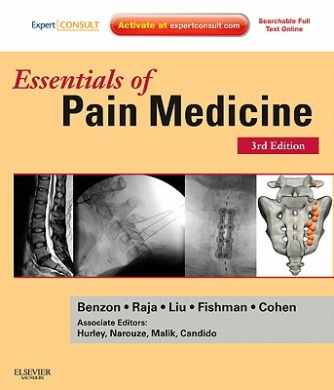 Expert CONSULT
Activate at expertconsult.com
Searchable Full
Text Online
Essentials of
Pain Medicine
3rd Edition
Benzon • Raja • Liu • Fishman • Cohen
Associate Editors:
Hurley, Narouze, Malik, Candido
ELSEVIER
SAUNDERS